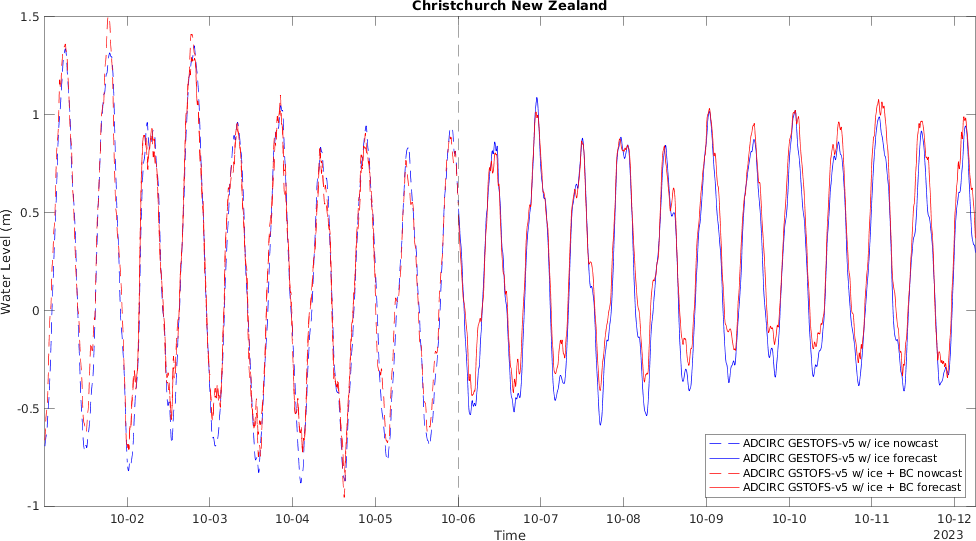 Christchurch New Zealand
1.5
1
0.5
0
-0.5
-1
Water Level (m)
ADCIRC GESTOFS-v5 w/ ice nowcast
ADCIRC GESTOFS-v5 w/ ice forecast
ADCIRC GSTOFS-v5 w/ ice + BC nowcast
ADCIRC GSTOFS-v5 w/ ice + BC forecast
10-02 10-03 10-04 10-05 10-06 10-07 10-08 10-09 10-10 10-11 10-12
2023
Time